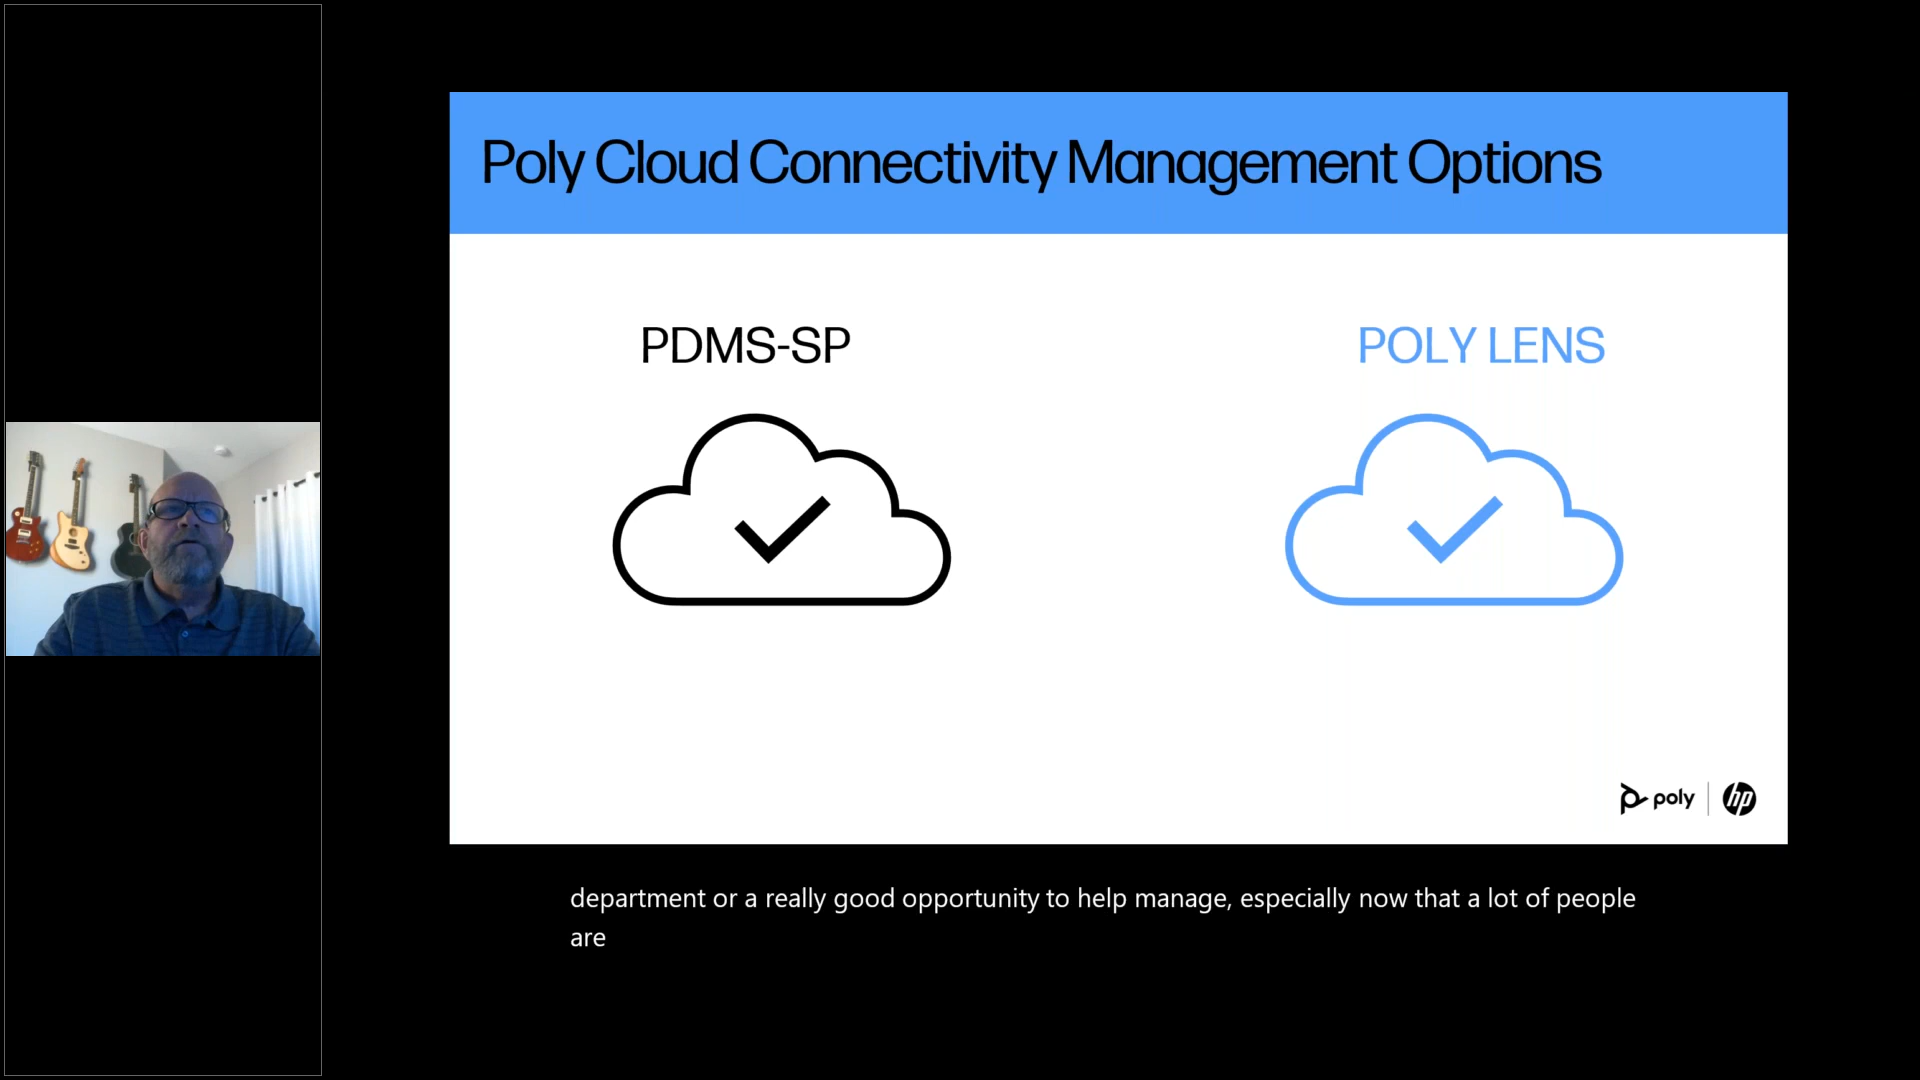 Poly Cloud Connectivity Management Options
PDMS-SP
POLY LENS
poly
hp
department or a really good opportunity to help manage, especially now that a lot of people
are